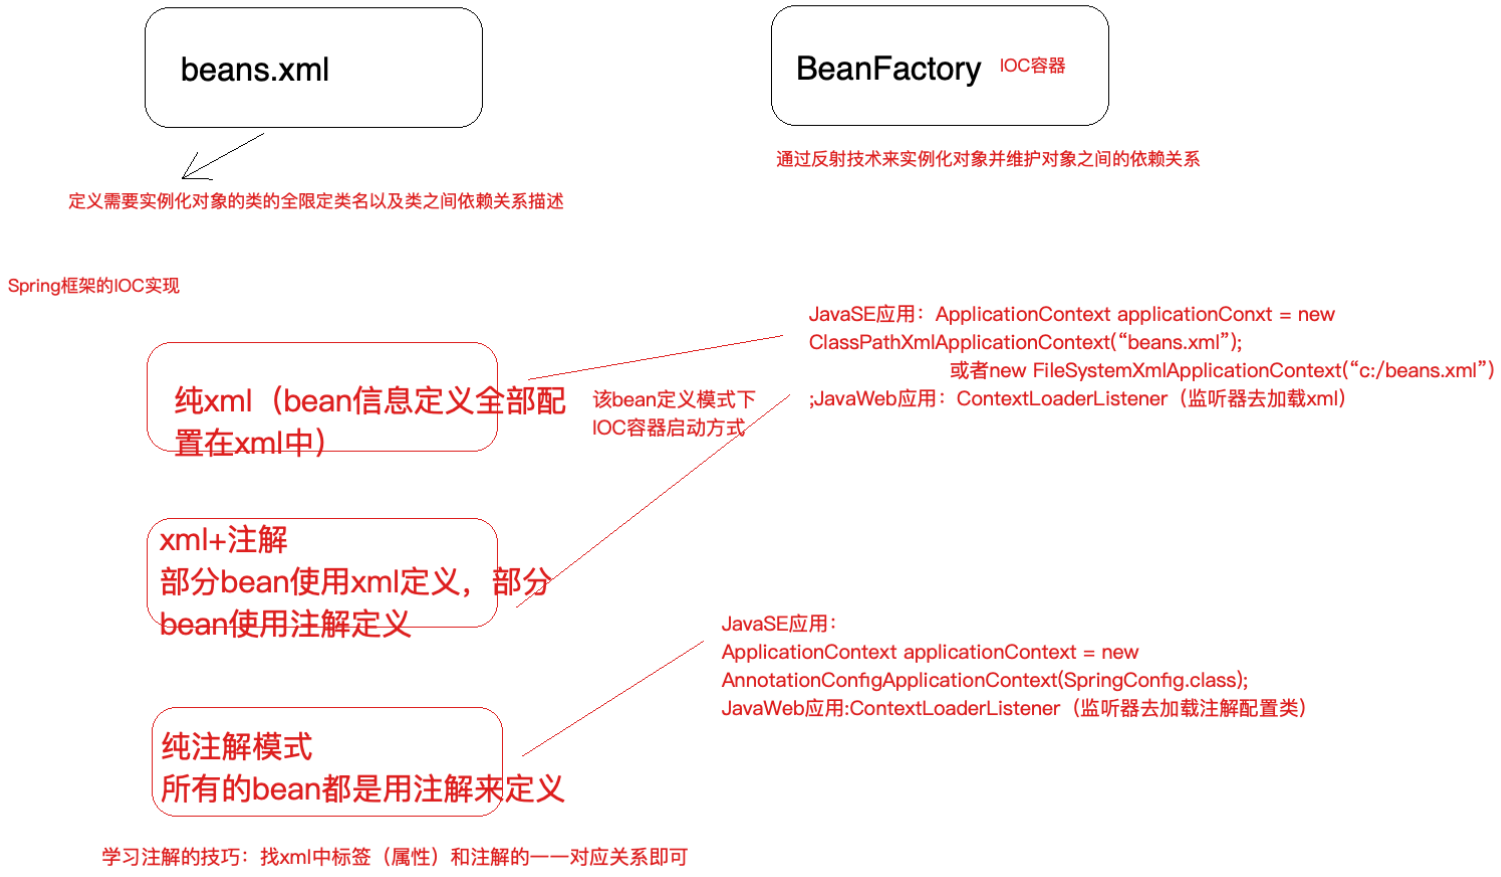 beans.xml
BeanFactory IOC容器
通过反射技术来实例化对象并维护对象之间的依赖关系
定义需要实例化对象的类的全限定类名以及类之间依赖关系描述
Spring框架的IOC实现
JavaSE应用：ApplicationContext applicationConxt = new
ClassPathXmlApplicationContext(“beans.xml”);
或者new FileSystemXmlApplicationContext(“c:/beans.xml”)
;JavaWeb应用：ContextLoaderListener（监听器去加载xml）
纯xml（bean信息定义全部配
置在xml中）
该bean定义模式下
IOC容器启动方式
xml+注解
部分bean使用xml定义，部分
bean使用注解定义
JavaSE应用：
ApplicationContext applicationContext = new
AnnotationConfigApplicationContext(SpringConfig.class);
JavaWeb应用:ContextLoaderListener（监听器去加载注解配置类）
纯注解模式
所有的bean都是用注解来定义
学习注解的技巧：找xml中标签（属性）和注解的一一对应关系即可